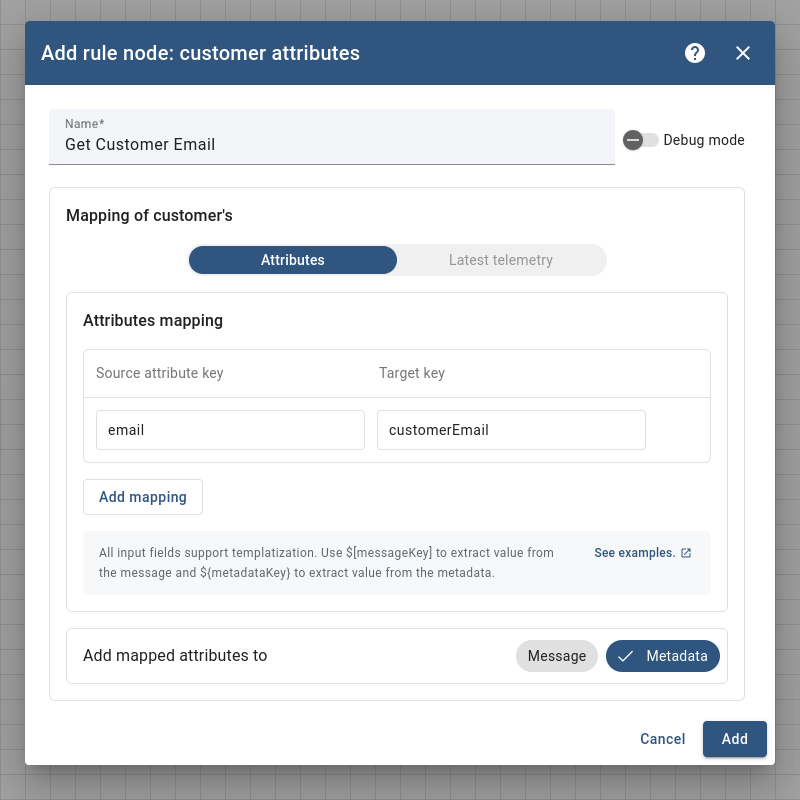 Add rule node: customer attributes
Name*
Get Customer Email
Debug mode
Mapping of customer's
Attributes
Latest telemetry
Attributes mapping
Source attribute key
Target key
email
customerEmail
Add mapping
All input fields support templatization. Use $[messageKey] to extract value from
the message and ${metadataKey} to extract value from the metadata.
See examples.
Add mapped attributes to
Message
Metadata
Cancel
Add